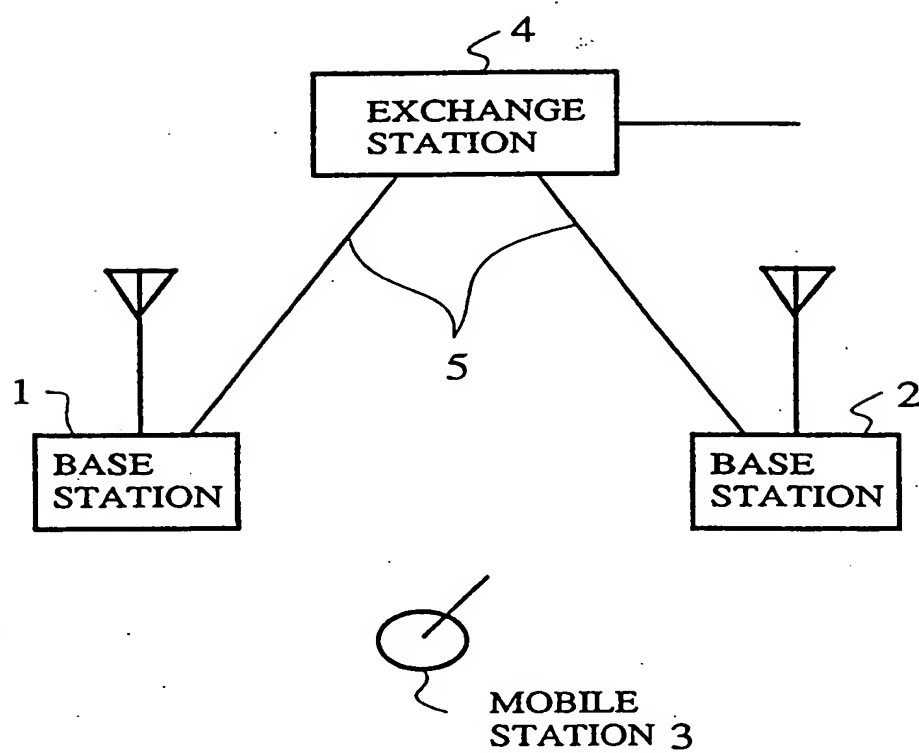 4
EXCHANGE
STATION
5
1
2
BASE
STATION
BASE
STATION
MOBILE
STATION 3